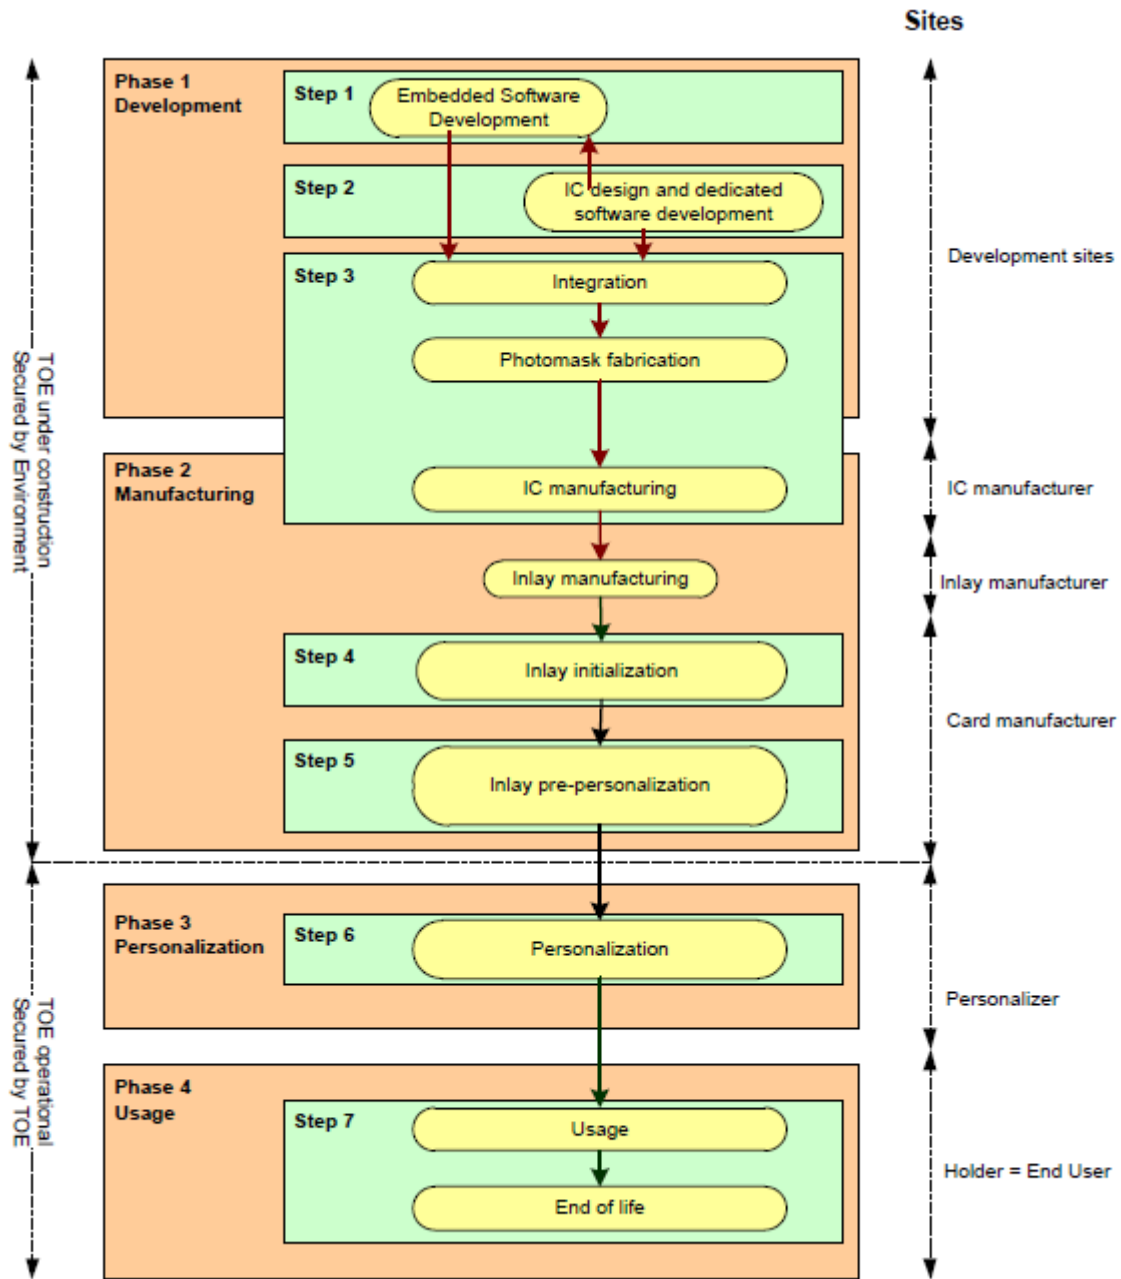 Sites
Phase 1
Development
Step 1
Embedded Software
Development
Step 2
IC design and dedicated
software development
Step 3
Integration
Development sites
Photomask fabrication
TOE under construction
Secured by Environment
Phase 2
Manufacturing
IC manufacturing
IC manufacturer
Inlay manufacturing
Inlay manufacturer
Step 4
Inlay initialization
Card manufacturer
Step 5
Inlay pre-personalization
Phase 3
Personalization
Step 6
Personalization
Personalizer
TOE operational
Secured by TOE
Phase 4
Usage
Step 7
Usage
Holder = End User
End of life